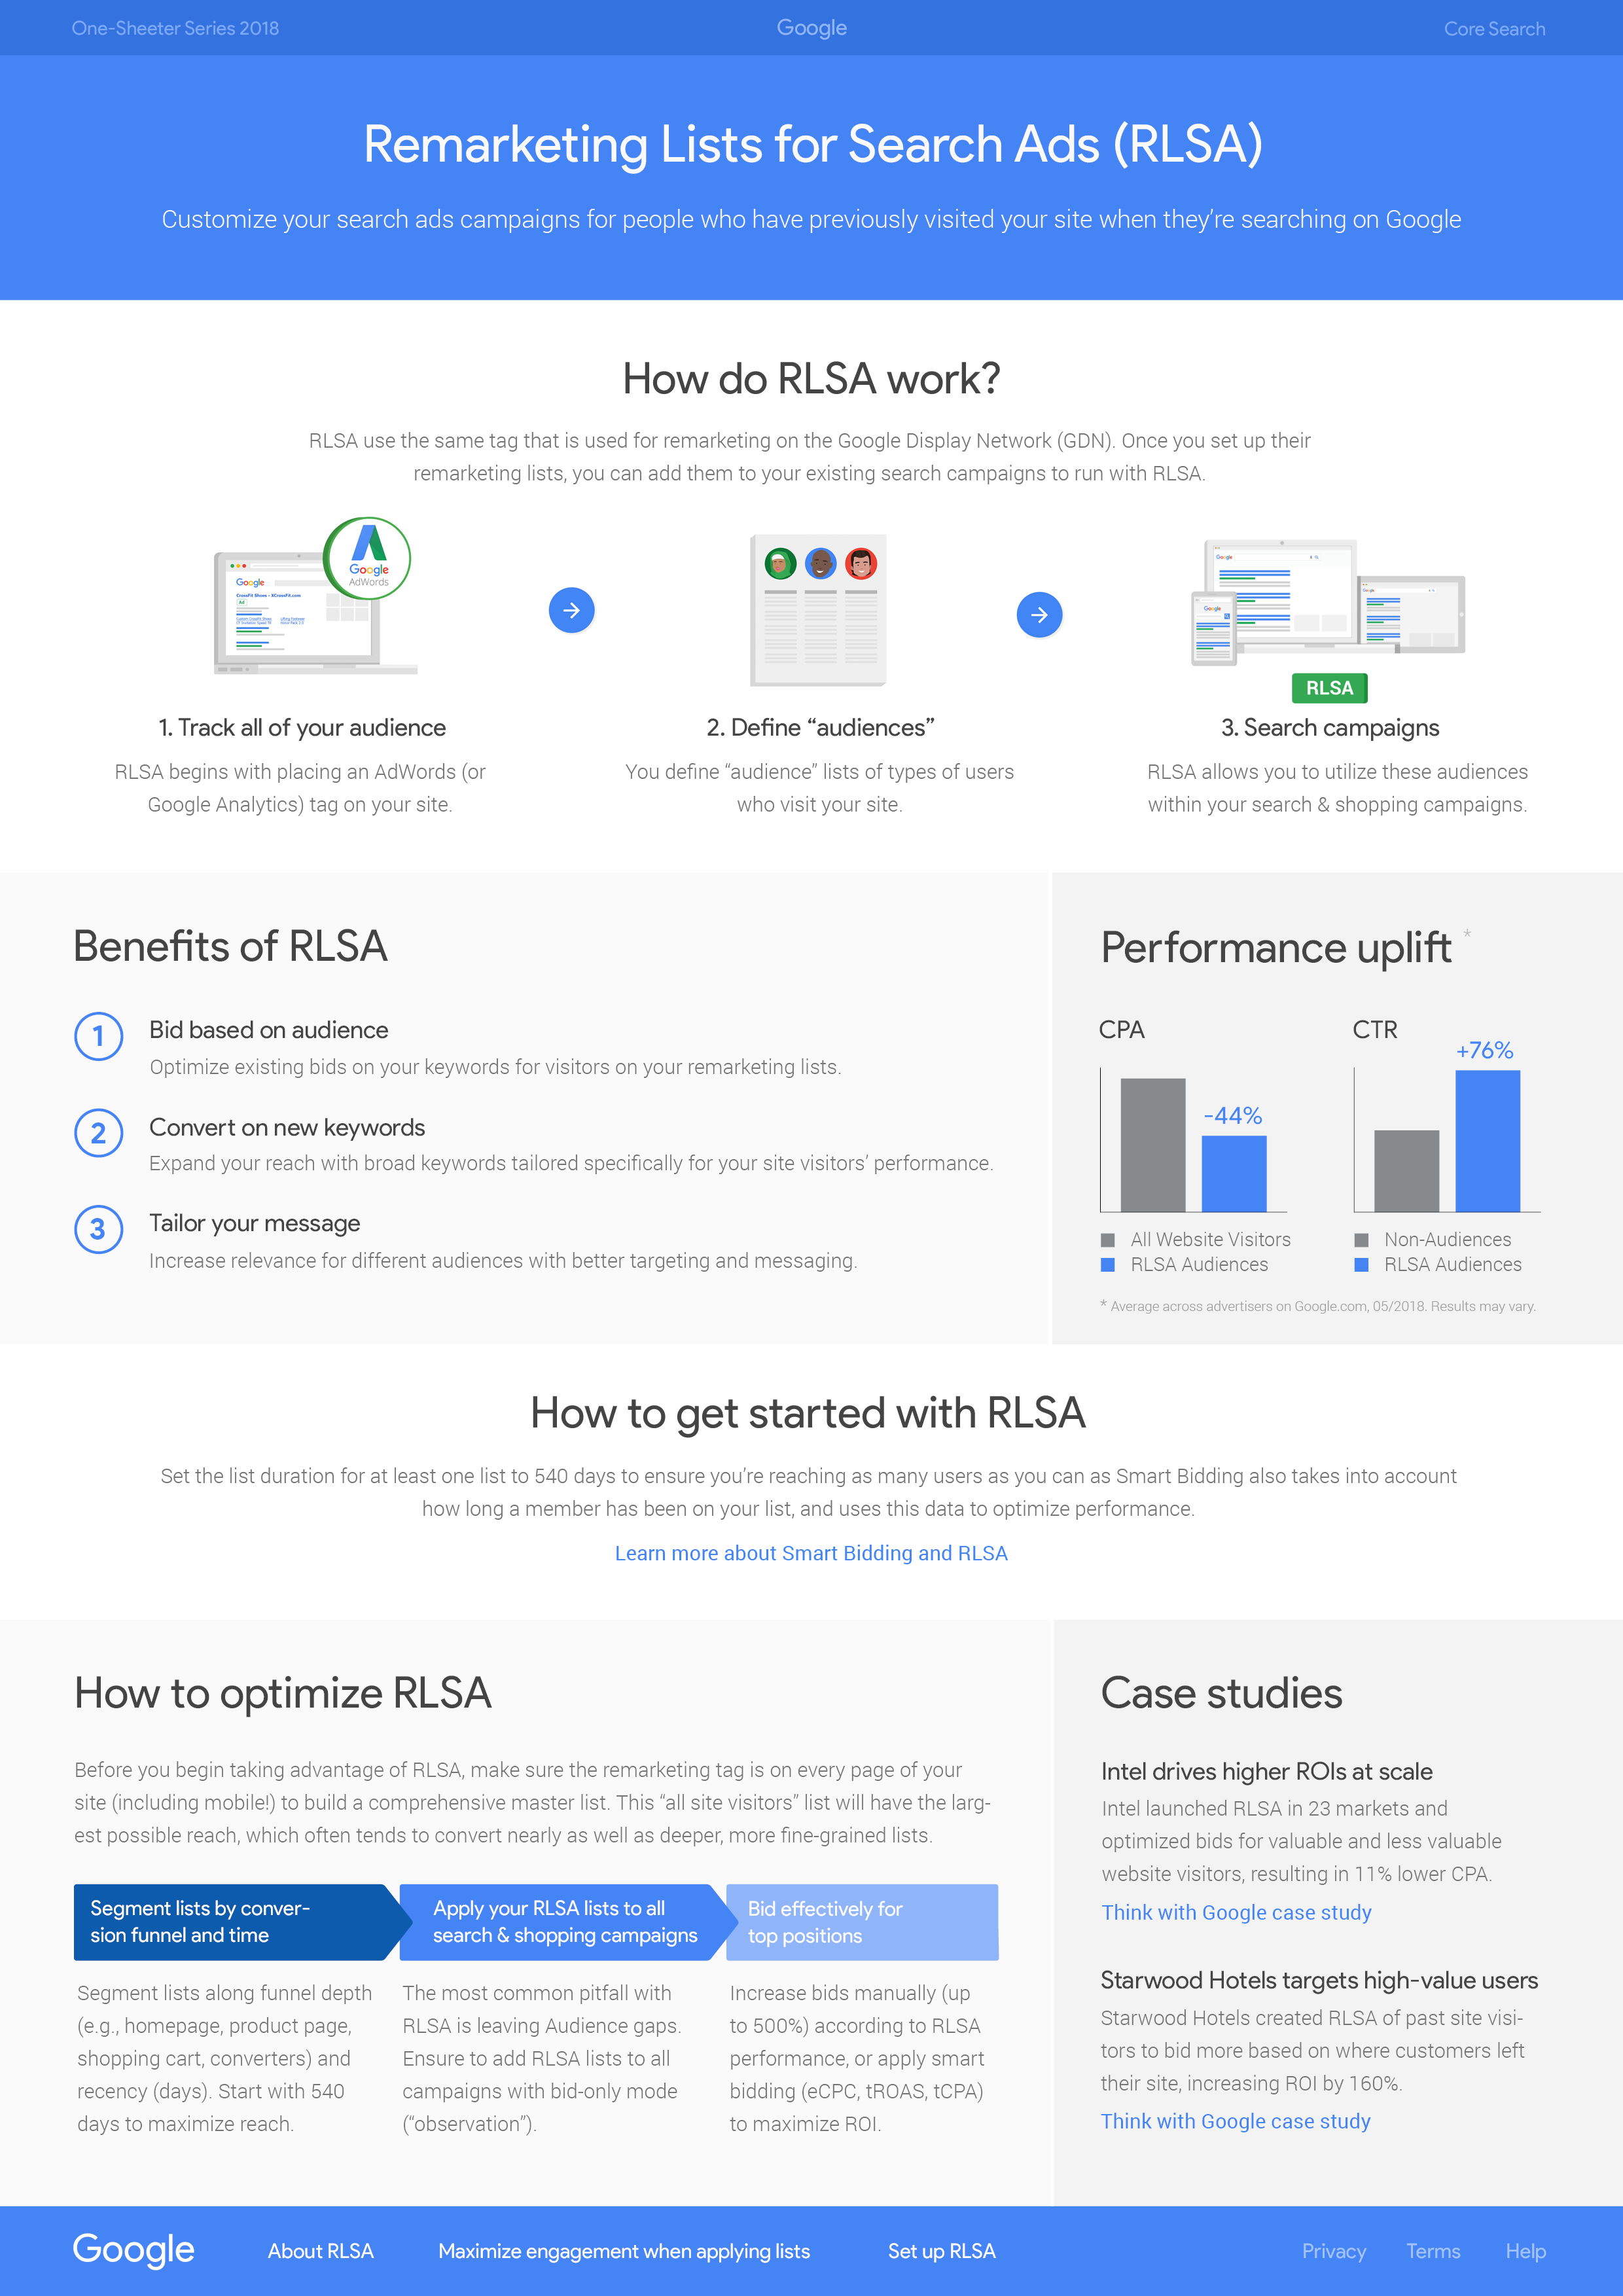 One-Sheeter Series 2018
Google
Core Search
Remarketing Lists for Search Ads (RLSA)
Customize your search ads campaigns for people who have previously visited your site when they’re searching on Google
How do RLSA work?
RLSA use the same tag that is used for remarketing on the Google Display Network (GDN). Once you set up their
remarketing lists, you can add them to your existing search campaigns to run with RLSA.
Google
AdWords
Google
CrossFit Shoes - XCrossFit.com
Ad
Google
Google
Google
RLSA
1. Track all of your audience
RLSA begins with placing an AdWords (or
Google Analytics) tag on your site.
2. Define “audiences”
You define “audience” lists of types of users
who visit your site.
3. Search campaigns
RLSA allows you to utilize these audiences
within your search & shopping campaigns.
Benefits of RLSA
1
Bid based on audience
Optimize existing bids on your keywords for visitors on your remarketing lists.
2
Convert on new keywords
Expand your reach with broad keywords tailored specifically for your site visitors’ performance.
3
Tailor your message
Increase relevance for different audiences with better targeting and messaging.
Performance uplift *
CPA
-44%
All Website Visitors
RLSA Audiences
CTR
+76%
Non-Audiences
RLSA Audiences
* Average across advertisers on Google.com, 05/2018. Results may vary.
How to get started with RLSA
Set the list duration for at least one list to 540 days to ensure you’re reaching as many users as you can as Smart Bidding also takes into account
how long a member has been on your list, and uses this data to optimize performance.
Learn more about Smart Bidding and RLSA
How to optimize RLSA
Before you begin taking advantage of RLSA, make sure the remarketing tag is on every page of your
site (including mobile!) to build a comprehensive master list. This “all site visitors” list will have the larg-
est possible reach, which often tends to convert nearly as well as deeper, more fine-grained lists.
Segment lists by conver-
sion funnel and time
Segment lists along funnel depth
(e.g., homepage, product page,
shopping cart, converters) and
recency (days). Start with 540
days to maximize reach.
Apply your RLSA lists to all
search & shopping campaigns
The most common pitfall with
RLSA is leaving Audience gaps.
Ensure to add RLSA lists to all
campaigns with bid-only mode
(“observation”).
Bid effectively for
top positions
Increase bids manually (up
to 500%) according to RLSA
performance, or apply smart
bidding (eCPC, tROAS, tCPA)
to maximize ROI.
Case studies
Intel drives higher ROIs at scale
Intel launched RLSA in 23 markets and
optimized bids for valuable and less valuable
website visitors, resulting in 11% lower CPA.
Think with Google case study
Starwood Hotels targets high-value users
Starwood Hotels created RLSA of past site visi-
tors to bid more based on where customers left
their site, increasing ROI by 160%.
Think with Google case study
Google
About RLSA
Maximize engagement when applying lists
Set up RLSA
Privacy
Terms
Help